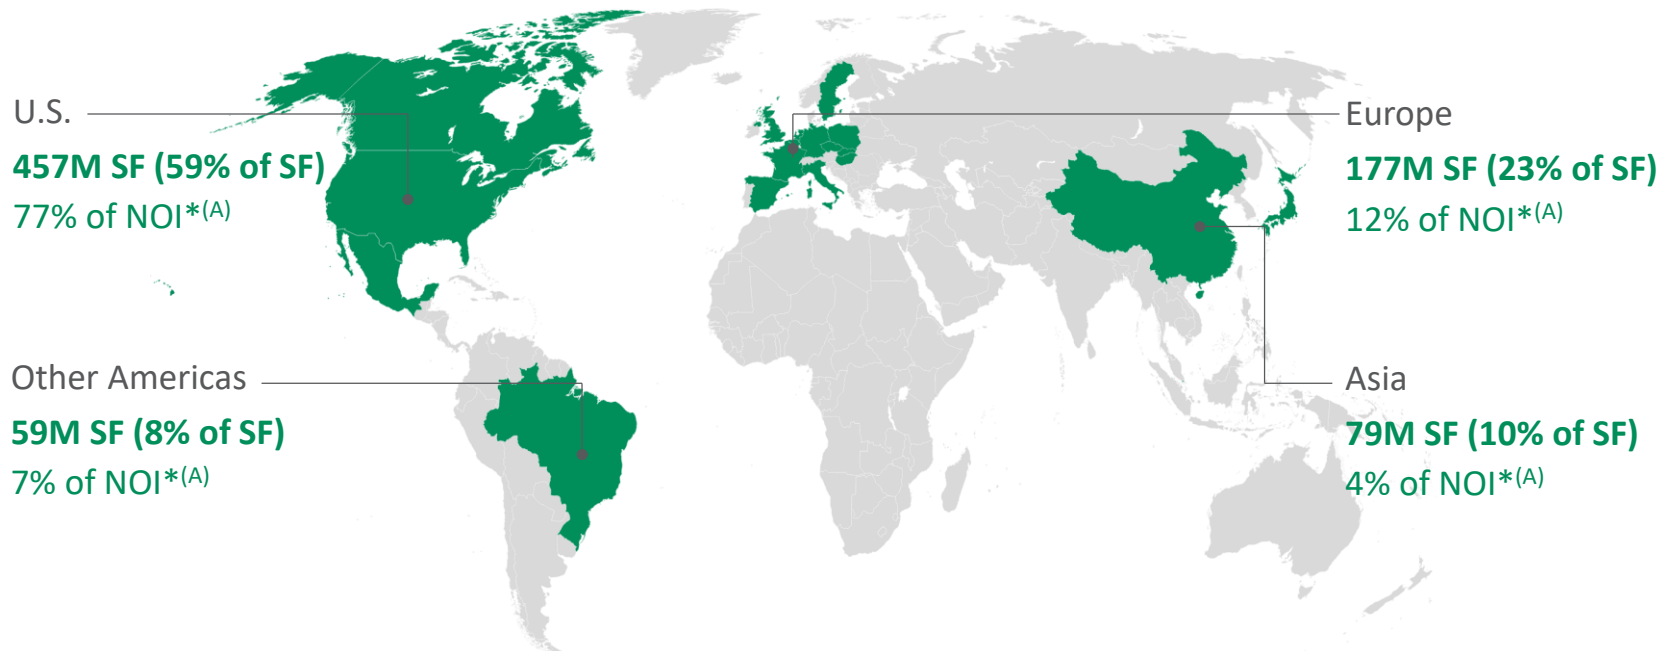 U.S.
457M SF (59% of SF)
77% of NOI*(A)
Other Americas
59M SF (8% of SF)
7% of NOI*(A)
Europe
177M SF (23% of SF)
12% of NOI*(A)
Asia
79M SF (10% of SF)
4% of NOI*(A)